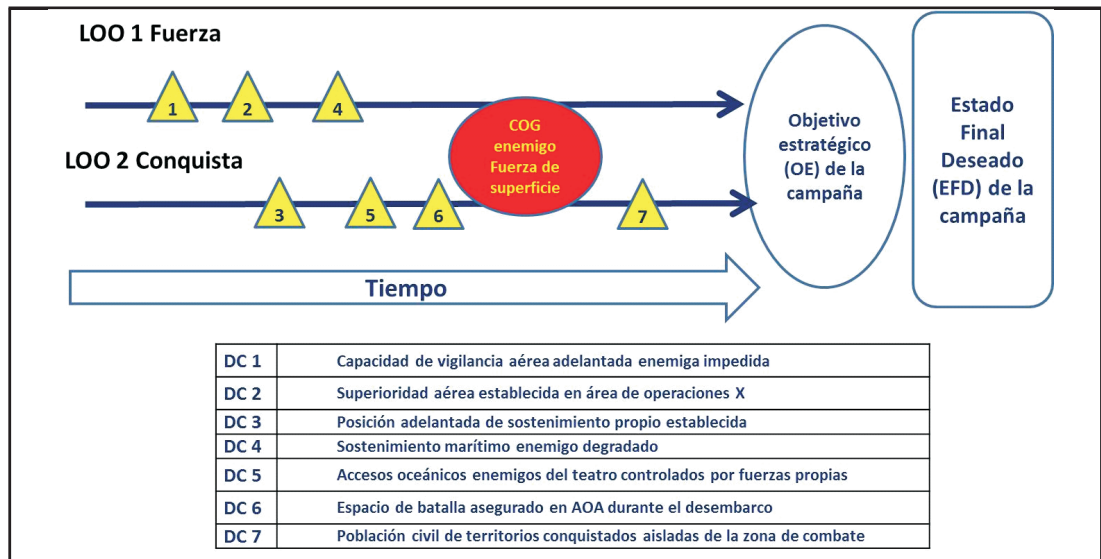 LOO 1 Fuerza
1
2
4
COG
enemigo
Fuerza de
superficie
LOO 2 Conquista
3
5
6
7
Tiempo
Objetivo
estratégico
(OE) de la
campaña
Estado
Final
Deseado
(EFD) de la
campaña
DC 1 Capacidad de vigilancia aérea adelantada enemiga impedida
DC 2 Superioridad aérea establecida en área de operaciones X
DC 3 Posición adelantada de sostenimiento propio establecida
DC 4 Sostenimiento marítimo enemigo degradado
DC 5 Accesos oceánicos enemigos del teatro controlados por fuerzas propias
DC 6 Espacio de batalla asegurado en AOA durante el desembarco
DC 7 Población civil de territorios conquistados aisladas de la zona de combate